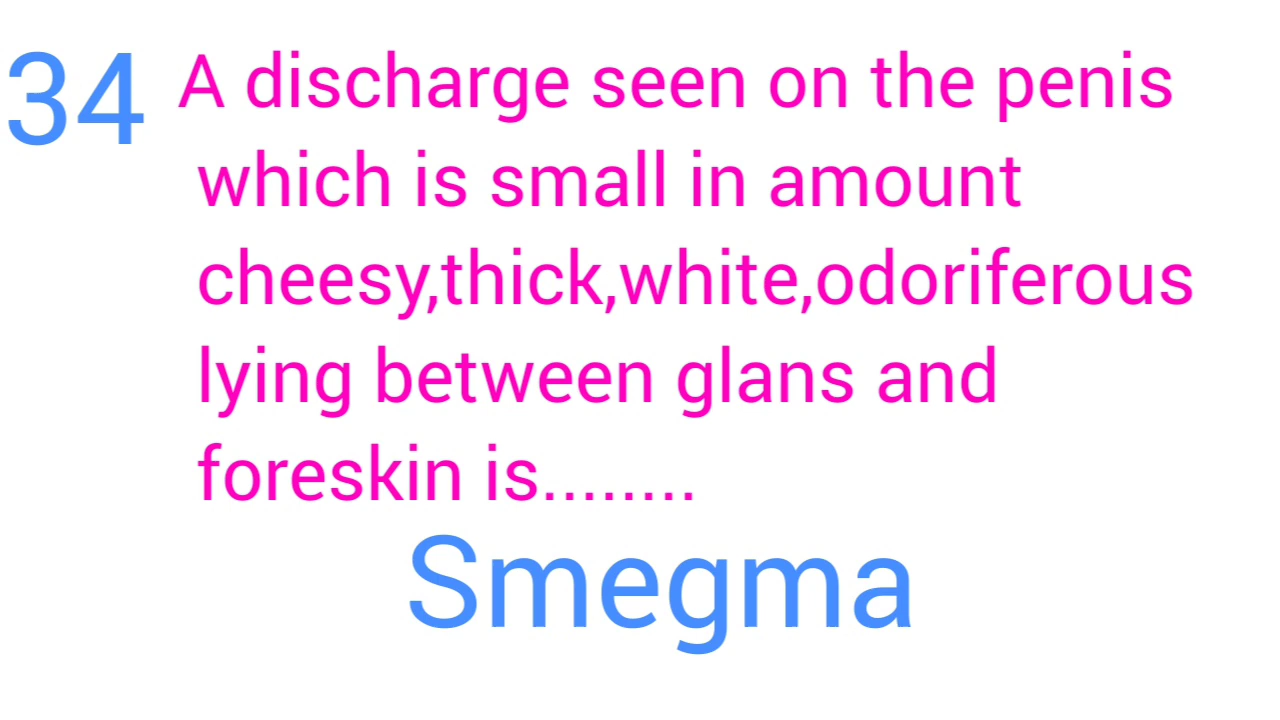 34 A discharge seen on the penis
which is small in amount
cheesy,thick,white,odoriferous
lying between glans and
foreskin is........
Smegma